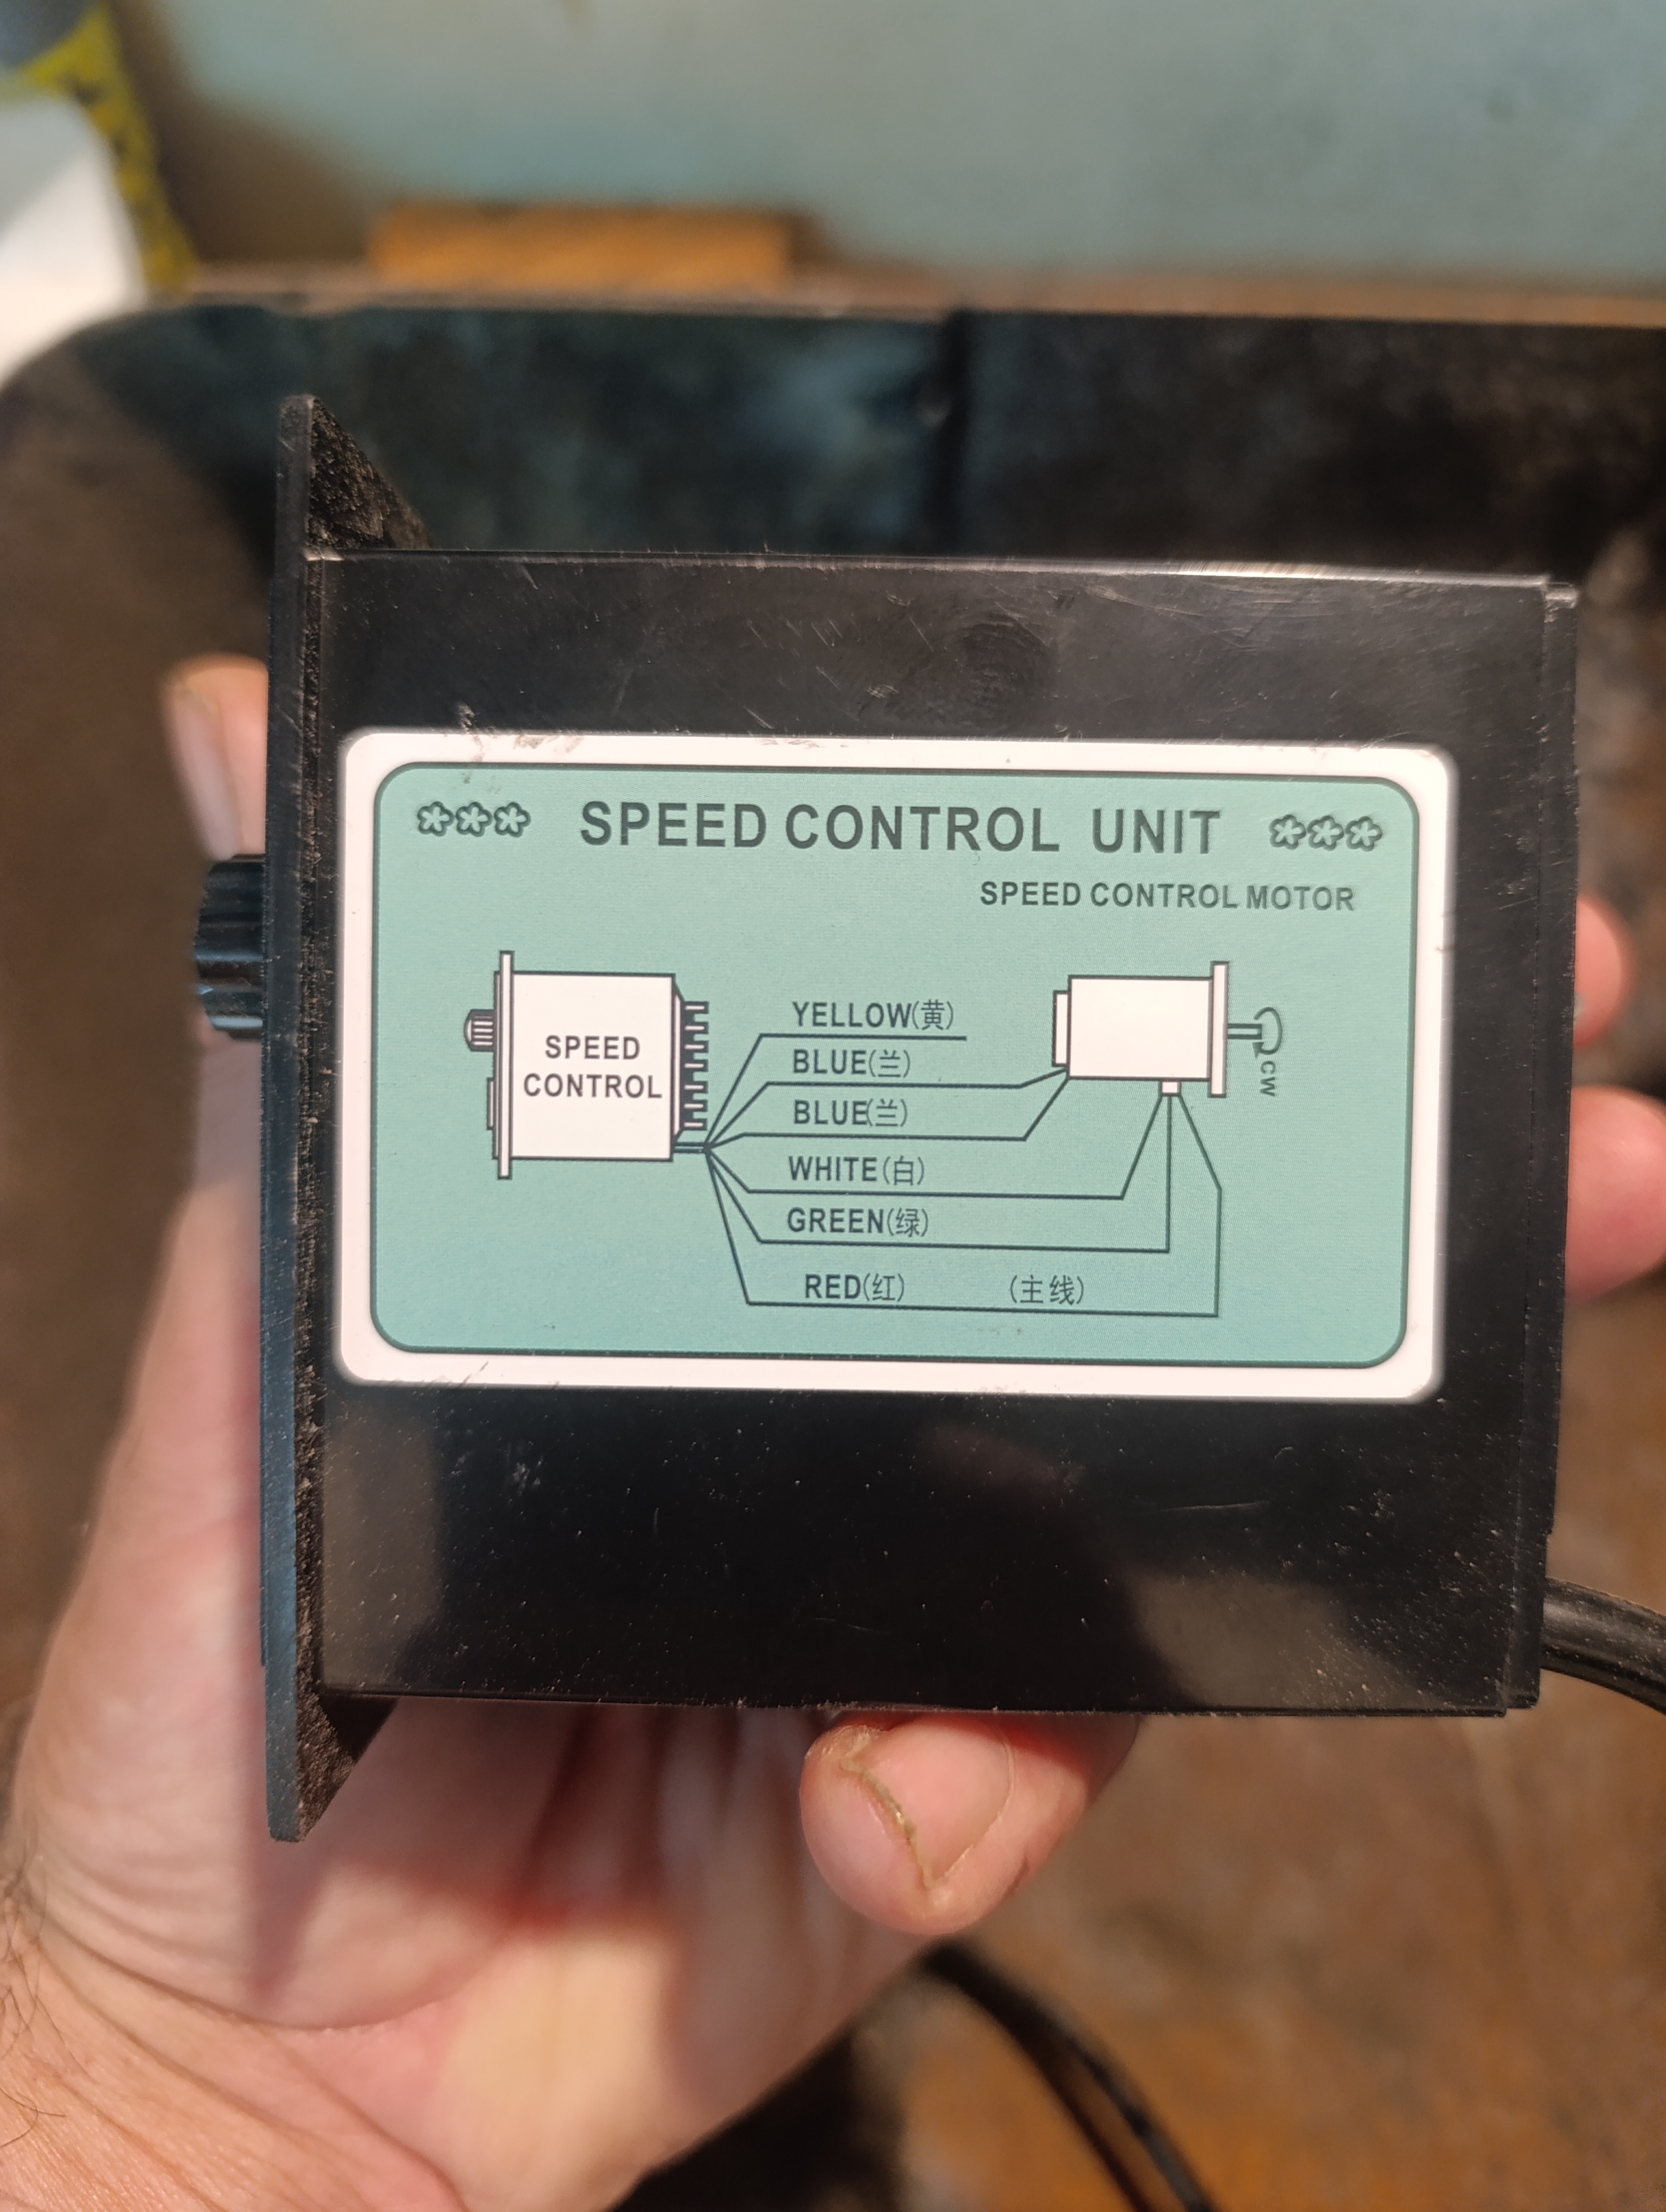 *** SPEED CONTROL UNIT ***
SPEED CONTROL MOTOR
SPEED
CONTROL
YELLOW(黄)
BLUE(兰)
BLUE(兰)
WHITE(白)
GREEN(绿)
RED(红) (主线)
CW